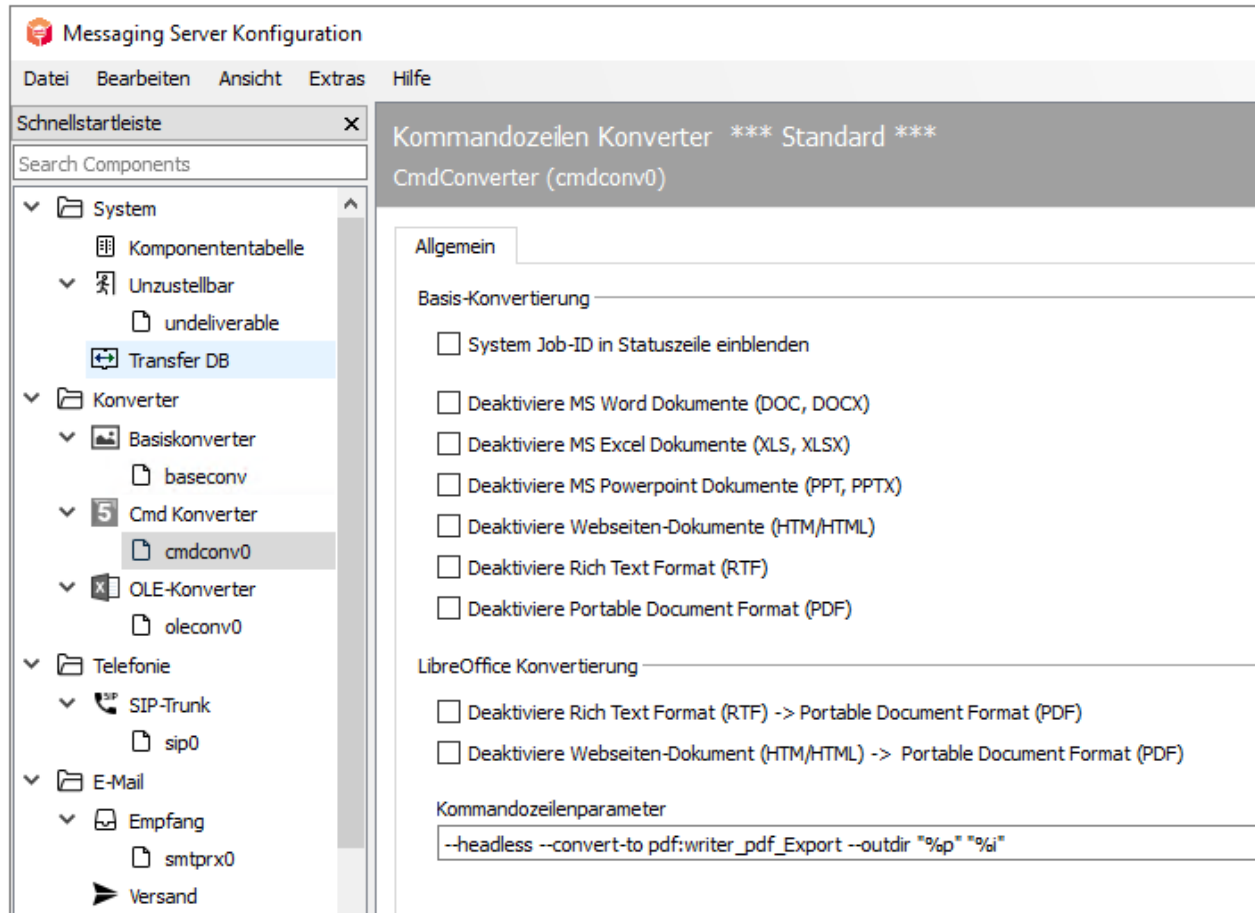 Messaging Server Konfiguration
Datei Bearbeiten Ansicht Extras Hilfe
Schnellstartleiste
Search Components
System
Komponententabelle
Unzustellbar
undeliverable
Transfer DB
Konverter
Basiskonverter
baseconv
Cmd Konverter
cmdconv0
OLE-Konverter
oleconv0
Telefonie
SIP-Trunk
sip0
E-Mail
Empfang
smtprx0
Versand
Kommandozeilen Konverter *** Standard ***
CmdConverter (cmdconv0)
Allgemein
Basis-Konvertierung
System Job-ID in Statuszeile einblenden
Deaktiviere MS Word Dokumente (DOC, DOCX)
Deaktiviere MS Excel Dokumente (XLS, XLSX)
Deaktiviere MS Powerpoint Dokumente (PPT, PPTX)
Deaktiviere Webseiten-Dokumente (HTM/HTML)
Deaktiviere Rich Text Format (RTF)
Deaktiviere Portable Document Format (PDF)
LibreOffice Konvertierung
Deaktiviere Rich Text Format (RTF) -> Portable Document Format (PDF)
Deaktiviere Webseiten-Dokument (HTM/HTML) -> Portable Document Format (PDF)
Kommandozeilenparameter
--headless --convert-to pdf:writer_pdf_Export --outdir "%p" "%i"